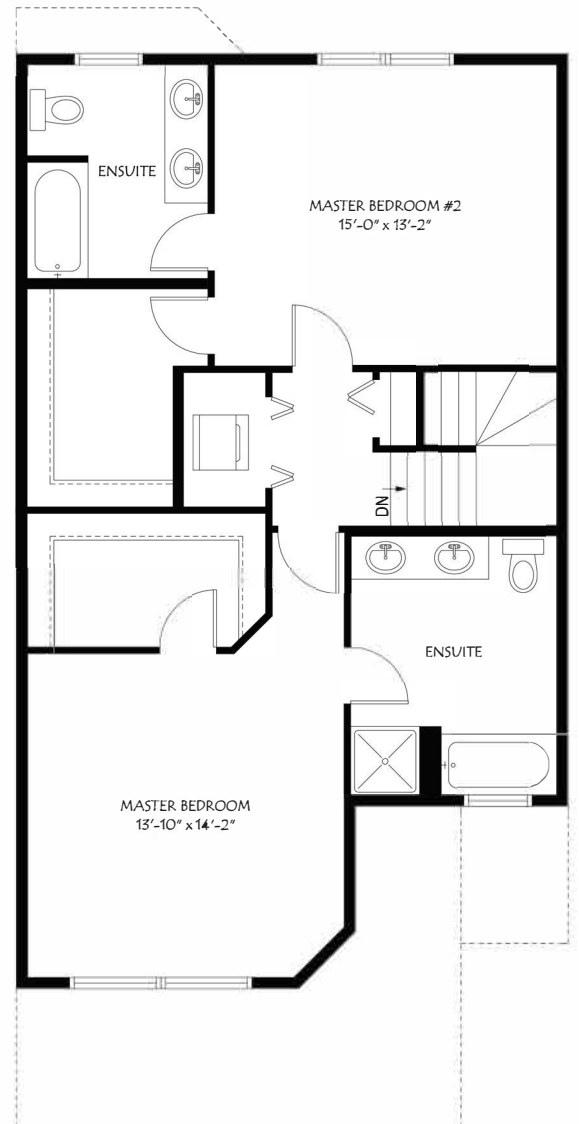 ENSUITE
MASTER BEDROOM #2
15'-0" x 13'-2"
DN
ENSUITE
MASTER BEDROOM
13'-10" x 14'-2"